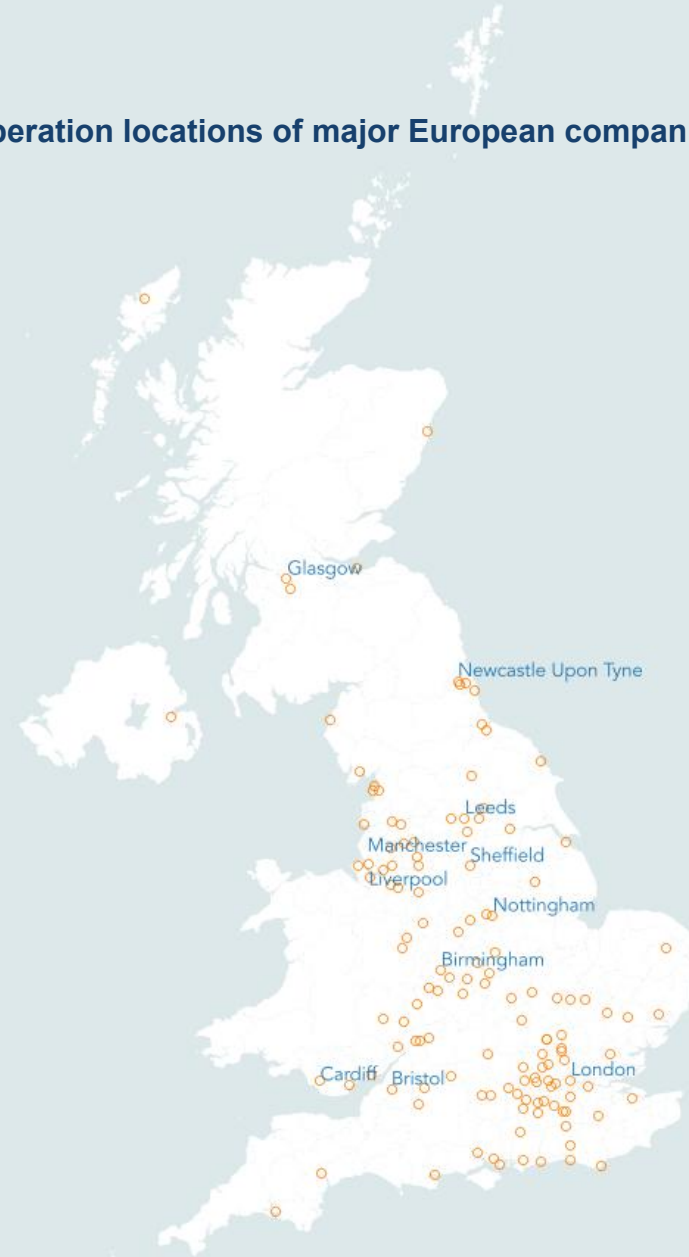 peration locations of major European compan
Glasgow
Newcastle Upon Tyne
Leeds
Manchester
Sheffield
Liverpool
Nottingham
Birmingham
Cardiff
Bristol
London